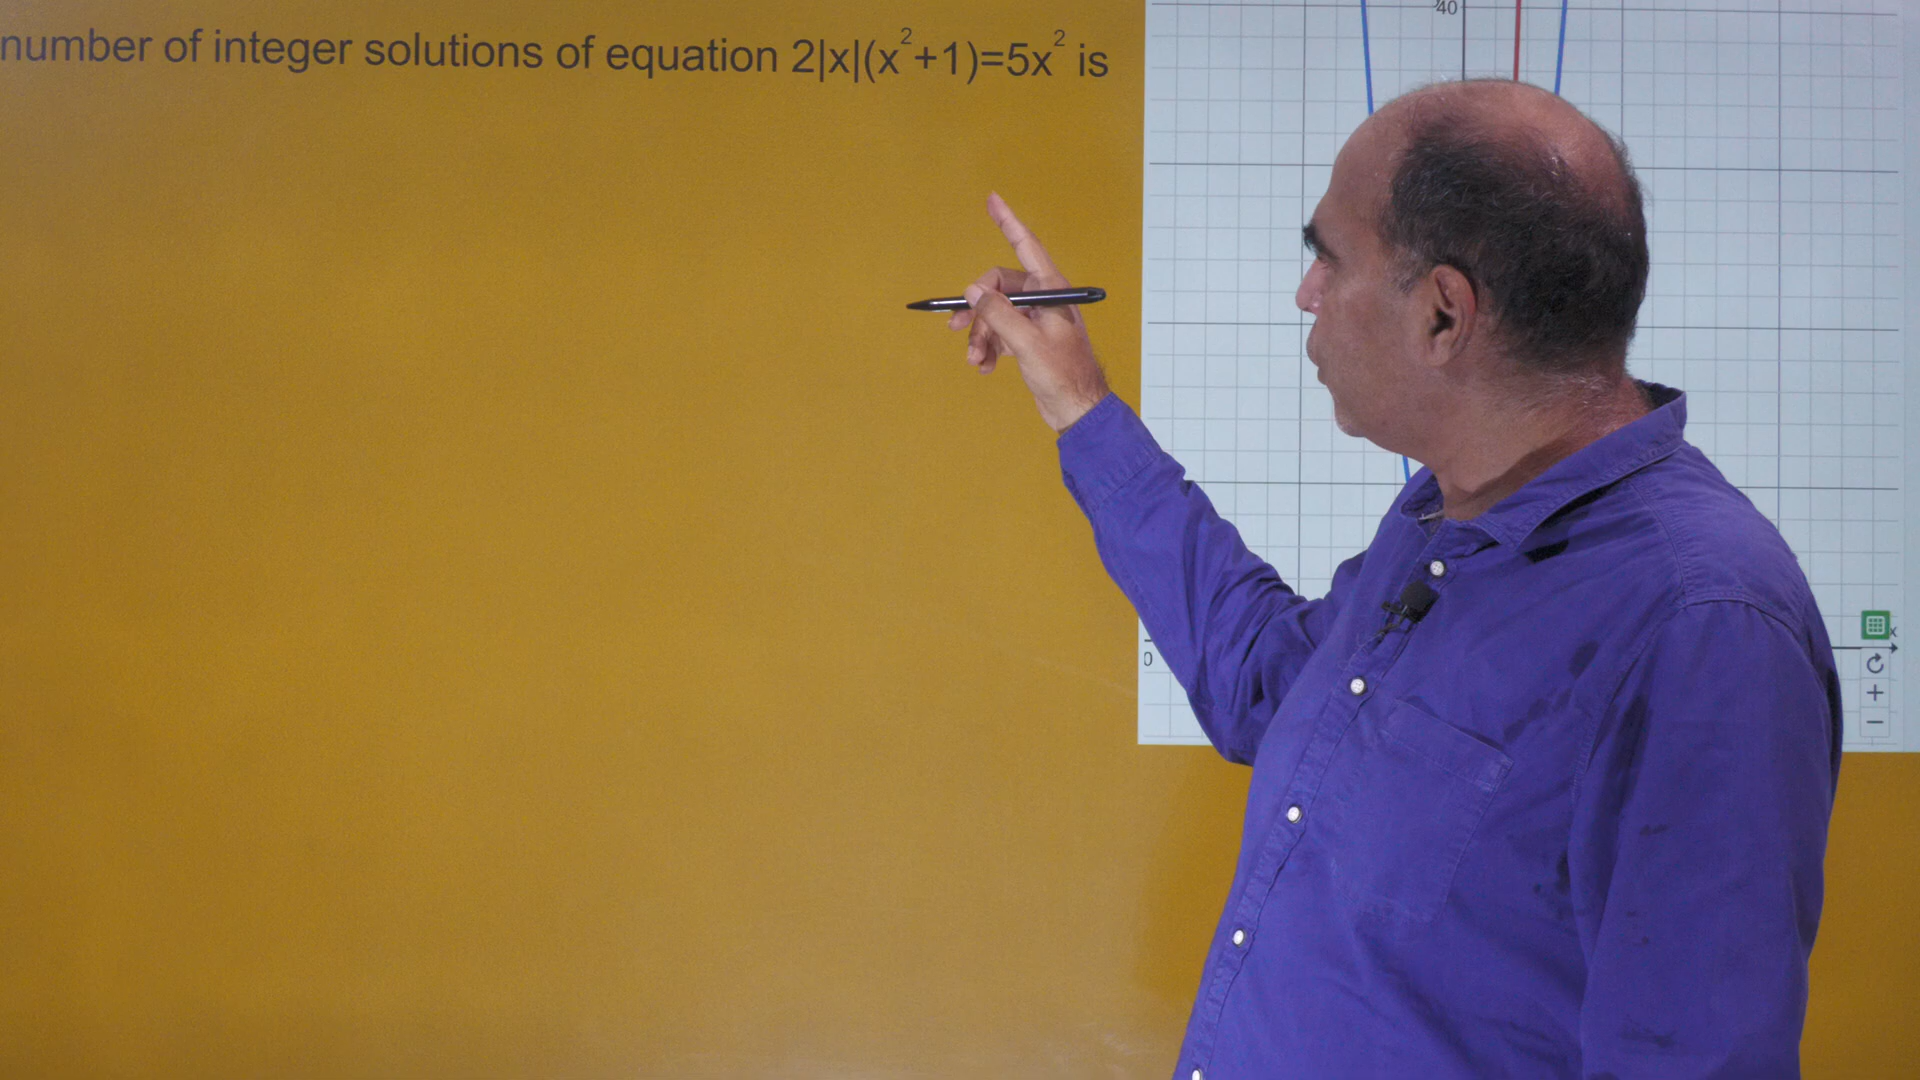 number of integer solutions of equation 2|x|(x²+1)=5x² is
40
x
0